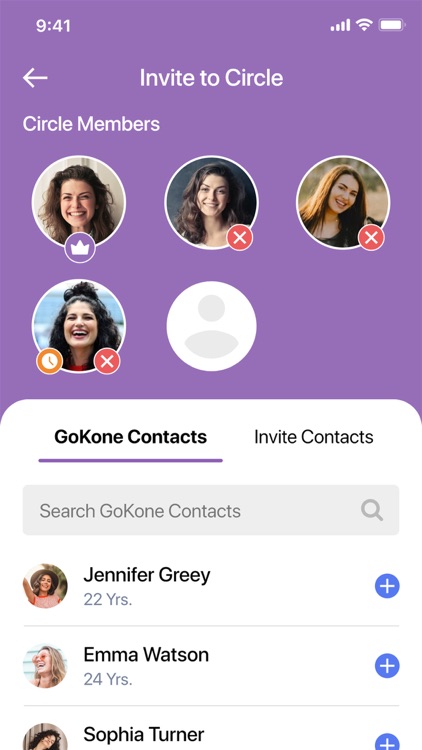 9:41
Invite to Circle
Circle Members
GoKone Contacts
Invite Contacts
Search GoKone Contacts
Jennifer Greey
22 Yrs.
Emma Watson
24 Yrs.
Sophia Turner